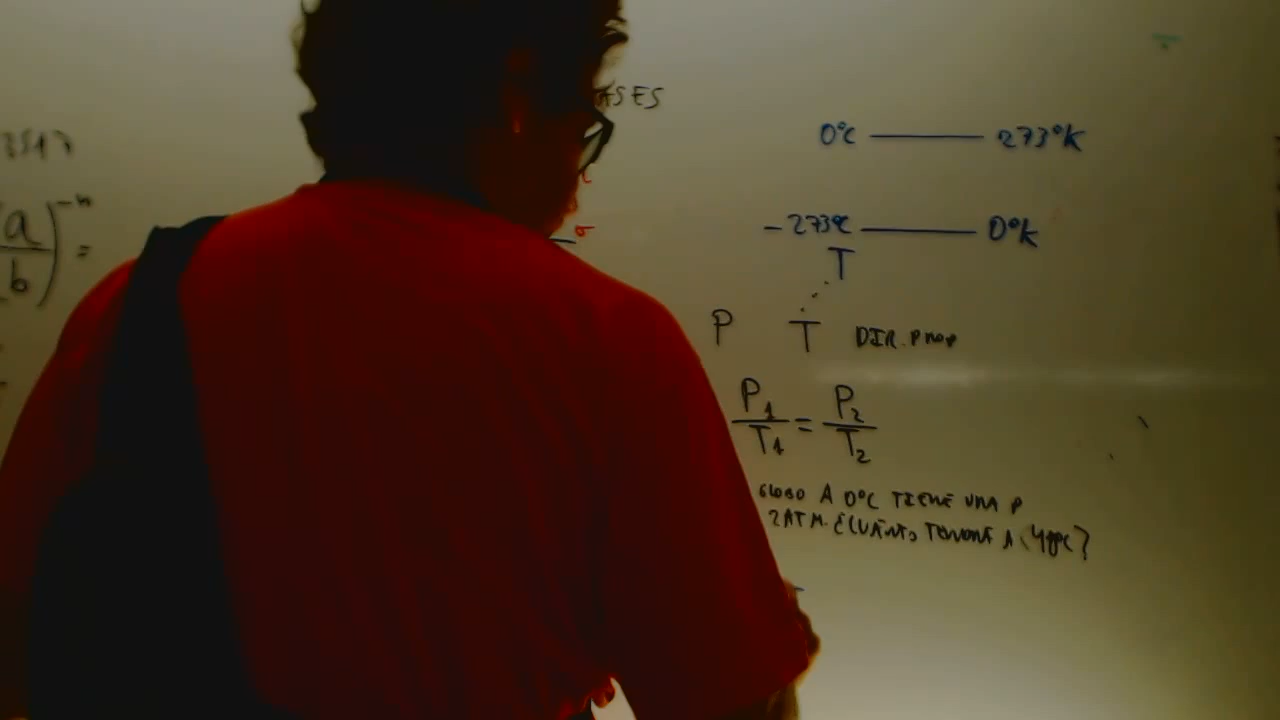 ASES
0°C —— 273°K
-273°C —— 0°K
T
P T DIR. PROP
P1/T1 = P2/T2
GLOBO A 0°C TIENE UNA P
2ATM. ¿CUÁNTO TENDRÁ A
(a/b)^-n =